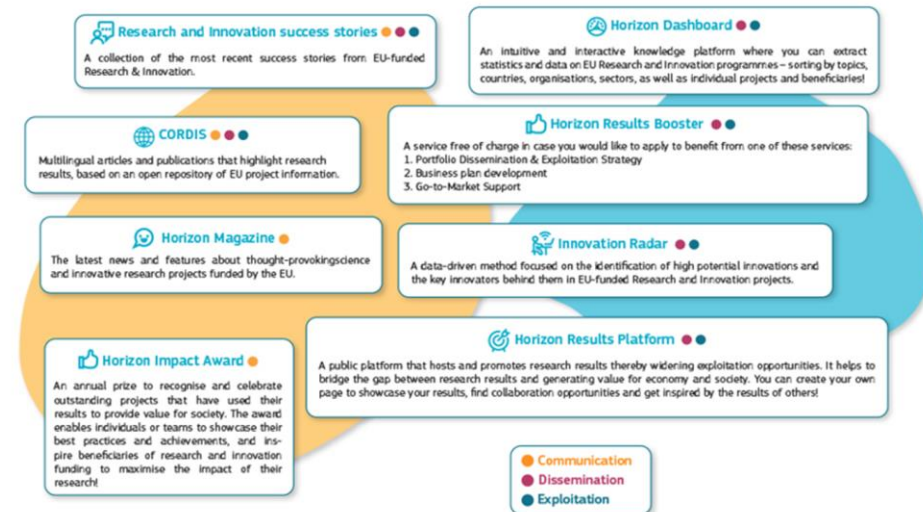 Research and Innovation success stories
A collection of the most recent success stories from EU-funded
Research & Innovation.
Horizon Dashboard
An intuitive and interactive knowledge platform where you can extract
statistics and data on EU Research and Innovation programmes – sorting by topics,
countries, organisations, sectors, as well as individual projects and beneficiaries!
CORDIS
Multilingual articles and publications that highlight research
results, based on an open repository of EU project information.
Horizon Results Booster
A service free of charge in case you would like to apply to benefit from one of these services:
1. Portfolio Dissemination & Exploitation Strategy
2. Business plan development
3. Go-to-Market Support
Horizon Magazine
The latest news and features about thought-provokingscience
and innovative research projects funded by the EU.
Innovation Radar
A data-driven method focused on the identification of high potential innovations and
the key innovators behind them in EU-funded Research and Innovation projects.
Horizon Impact Award
An annual prize to recognise and celebrate
outstanding projects that have used their
results to provide value for society. The award
enables individuals or teams to showcase their
best practices and achievements, and ins-
pire beneficiaries of research and innovation
funding to maximise the impact of their
research!
Horizon Results Platform
A public platform that hosts and promotes research results thereby widening exploitation opportunities. It helps to
bridge the gap between research results and generating value for economy and society. You can create your own
page to showcase your results, find collaboration opportunities and get inspired by the results of others!
Communication
Dissemination
Exploitation